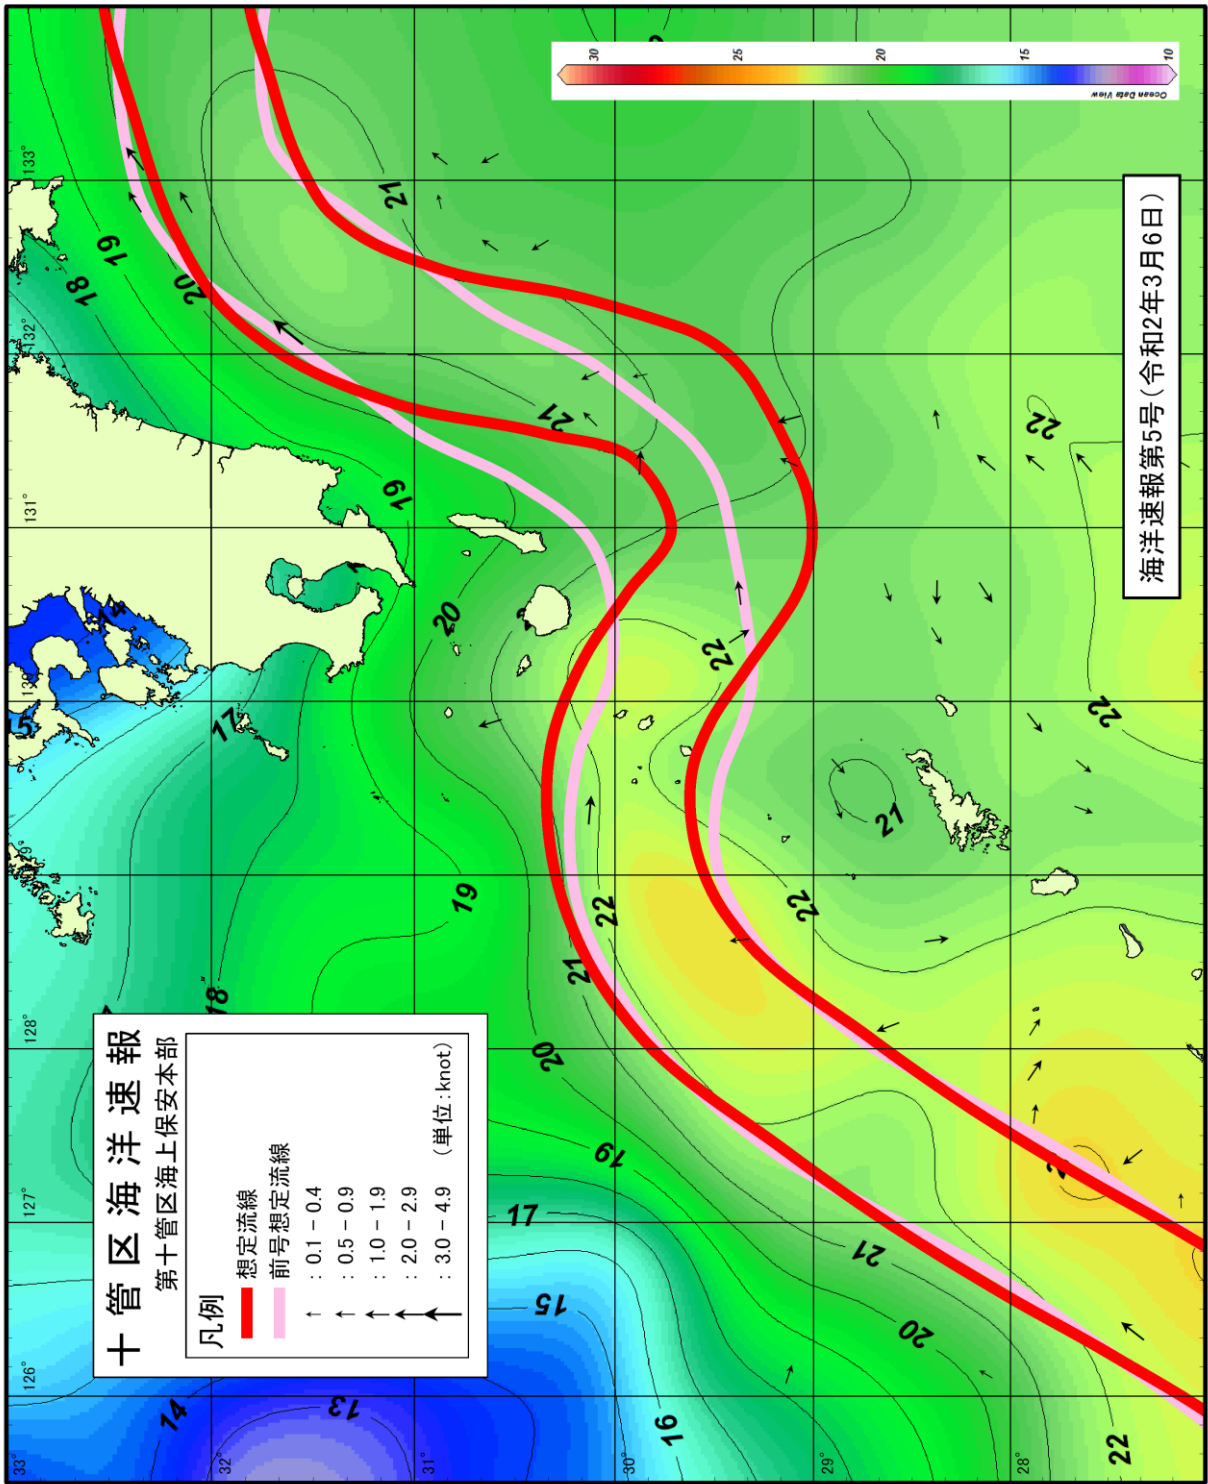 十管区海洋速報
第十管区海上保安本部
凡例
想定流線
前号想定流線
: 0.1 - 0.4
: 0.5 - 0.9
: 1.0 - 1.9
: 2.0 - 2.9
: 3.0 - 4.9 (単位:knot)
海洋速報第5号(令和2年3月6日)
30 25 20 15 10
Ocean Data View
126° 127° 128° 131° 132° 133°
33°
32°
31°
30°
29°
28°
14
13
15
16
17
18
19
20
21
22
19
20
21
22
17
18
19
20
21
19
20
21
22
22
21
22
22
14